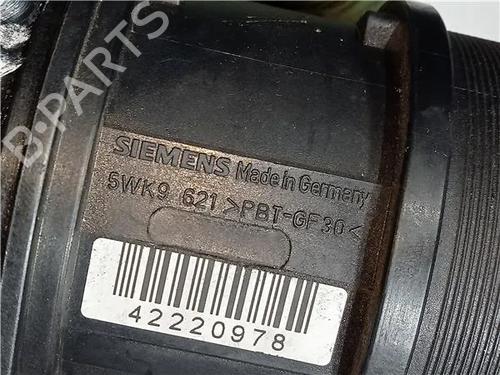 B-PARTS
SIEMENS Made in Germany
5WK9 621 >PBT-GF30<
42220978